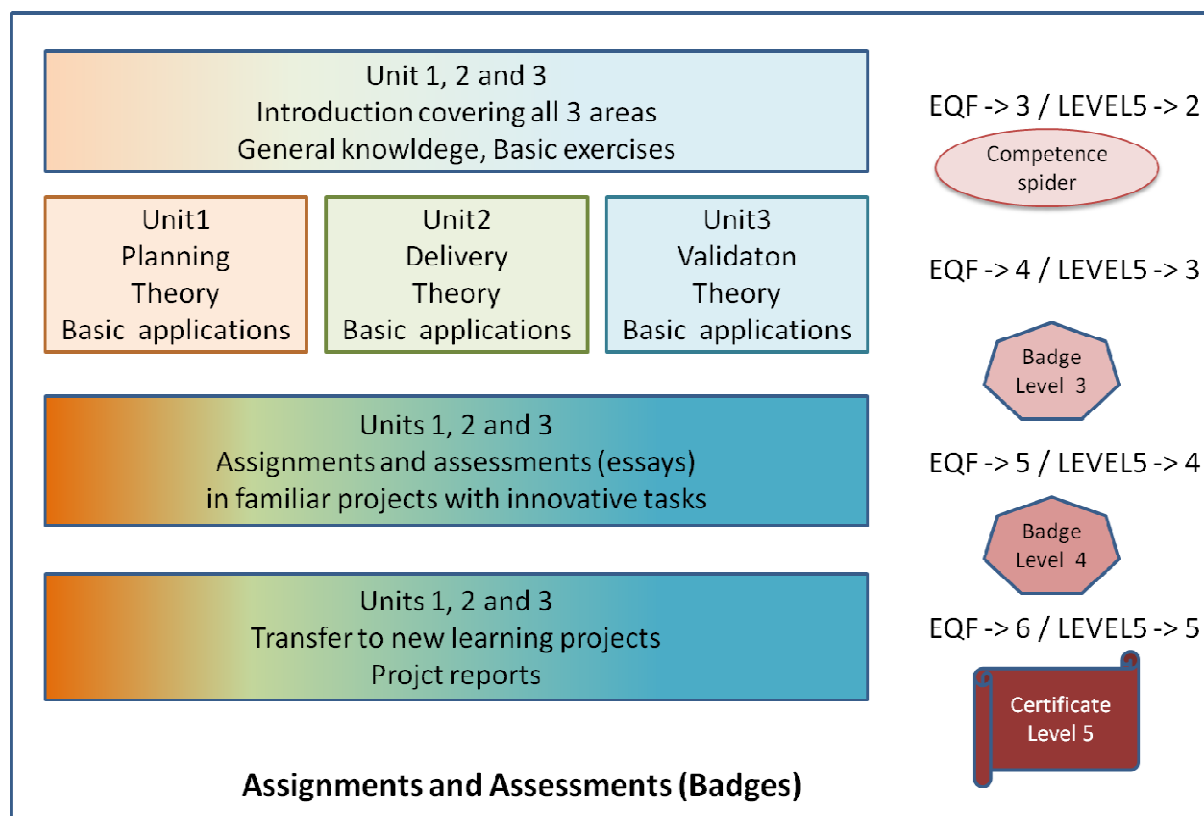 Unit 1, 2 and 3
Introduction covering all 3 areas
General knowldege, Basic exercises
EQF -> 3 / LEVEL5 -> 2
Competence
spider
Unit1
Planning
Theory
Basic applications
Unit2
Delivery
Theory
Basic applications
Unit3
Validaton
Theory
Basic applications
EQF -> 4 / LEVEL5 -> 3
Badge
Level 3
Units 1, 2 and 3
Assignments and assessments (essays)
in familiar projects with innovative tasks
EQF -> 5 / LEVEL5 -> 4
Badge
Level 4
Units 1, 2 and 3
Transfer to new learning projects
Projct reports
EQF -> 6 / LEVEL5 -> 5
Certificate
Level 5
Assignments and Assessments (Badges)